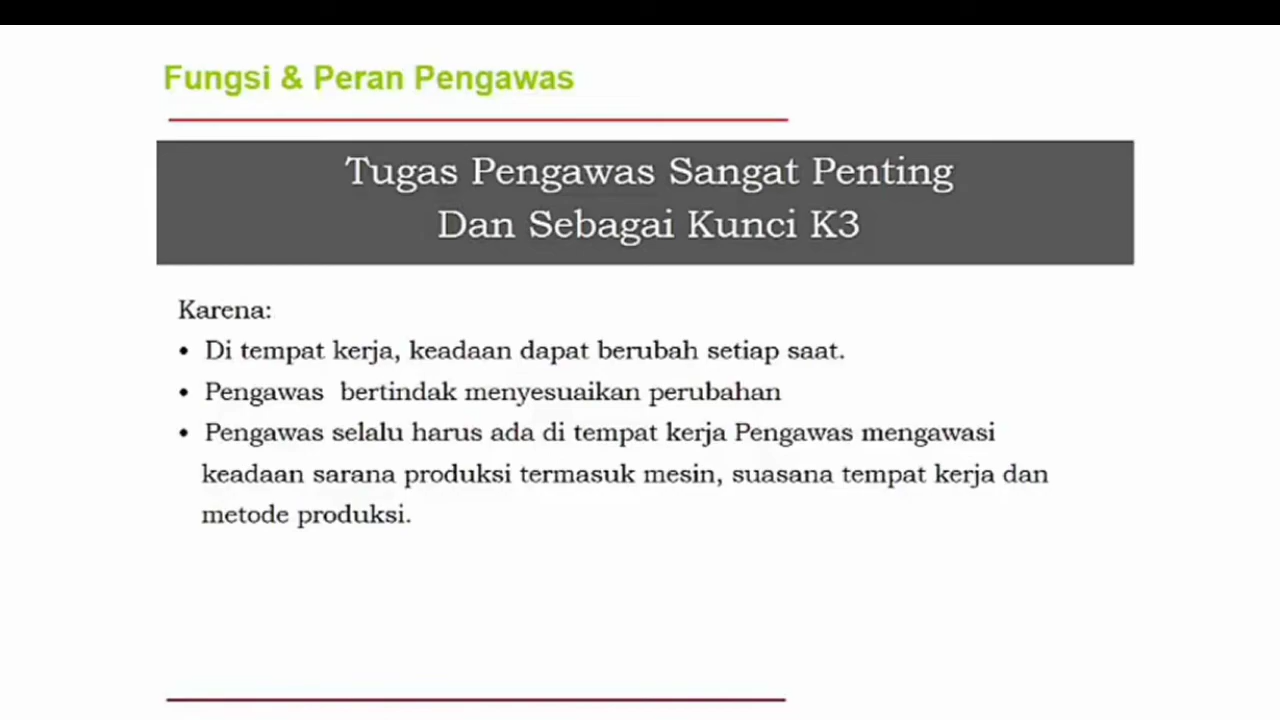 Fungsi & Peran Pengawas
Tugas Pengawas Sangat Penting
Dan Sebagai Kunci K3
Karena:
• Di tempat kerja, keadaan dapat berubah setiap saat.
• Pengawas  bertindak menyesuaikan perubahan
• Pengawas selalu harus ada di tempat kerja Pengawas mengawasi
keadaan sarana produksi termasuk mesin, suasana tempat kerja dan
metode produksi.